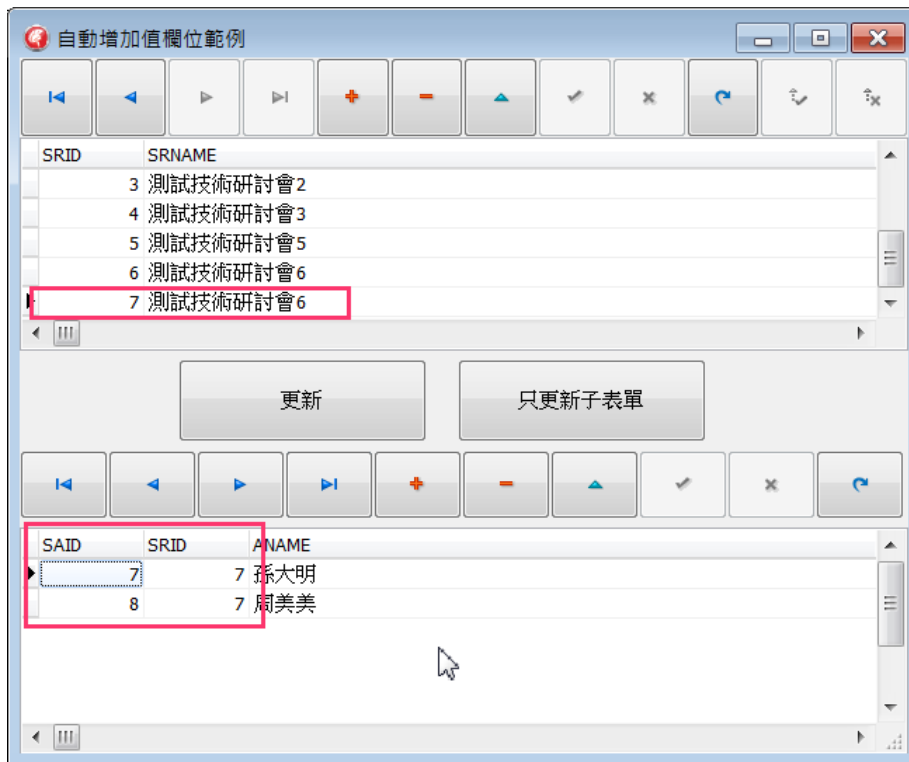 自動增加值欄位範例
SRID SRNAME
3 測試技術研討會2
4 測試技術研討會3
5 測試技術研討會5
6 測試技術研討會6
7 測試技術研討會6
更新 只更新子表單
SAID SRID ANAME
7 7 孫大明
8 7 周美美